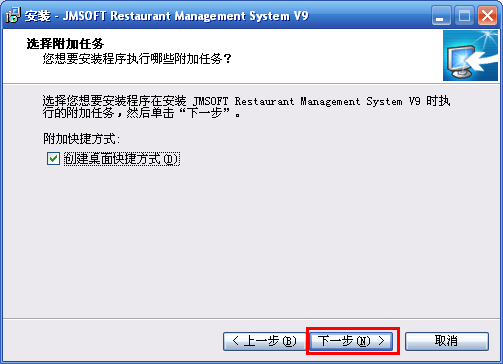 安装 - JMSOFT Restaurant Management System V9
选择附加任务
您想要安装程序执行哪些附加任务？
选择您想要安装程序在安装 JMSOFT Restaurant Management System V9 时执
行的附加任务，然后单击“下一步”。
附加快捷方式:
创建桌面快捷方式(D)
< 上一步(B)
下一步(N) >
取消